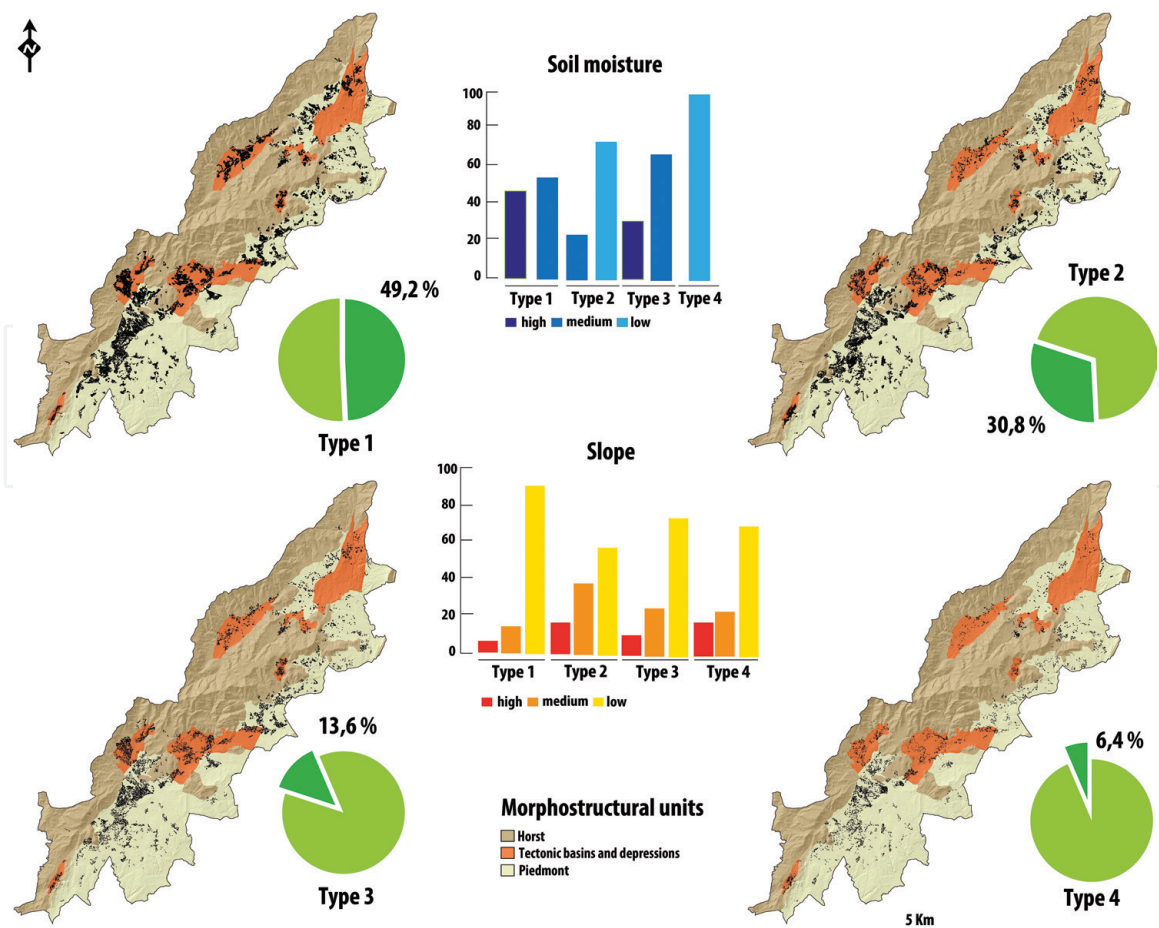 N
Soil moisture
100
80
60
40
20
0
Type 1 Type 2 Type 3 Type 4
high medium low
49,2 %
Type 1
Type 2
30,8 %
Slope
100
80
60
40
20
0
Type 1 Type 2 Type 3 Type 4
high medium low
13,6 %
Type 3
6,4 %
Type 4
Morphostructural units
Horst
Tectonic basins and depressions
Piedmont
5 Km